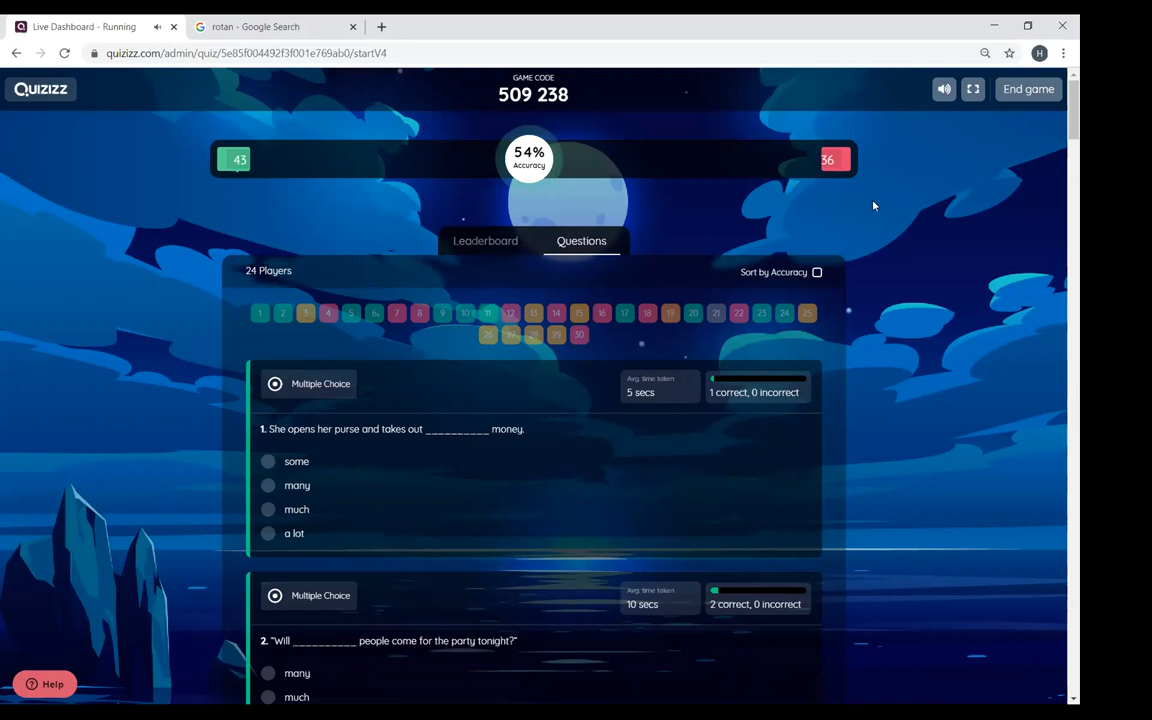 Live Dashboard - Running
rotan - Google Search
quizizz.com/admin/quiz/5e85f004492f3f001e769ab0/startV4
H
QUIZIZZ
GAME CODE
509 238
End game
43
54%
Accuracy
36
Leaderboard
Questions
24 Players
Sort by Accuracy
1 2 3 4 5 6 7 8 9 10 11 12 13 14 15 16 17 18 19 20 21 22 23 24 25
26 27 28 29 30
Multiple Choice
Avg. time taken
5 secs
1 correct, 0 incorrect
1. She opens her purse and takes out __________ money.
some
many
much
a lot
Multiple Choice
Avg. time taken
10 secs
2 correct, 0 incorrect
2. "Will __________ people come for the party tonight?"
many
much
Help